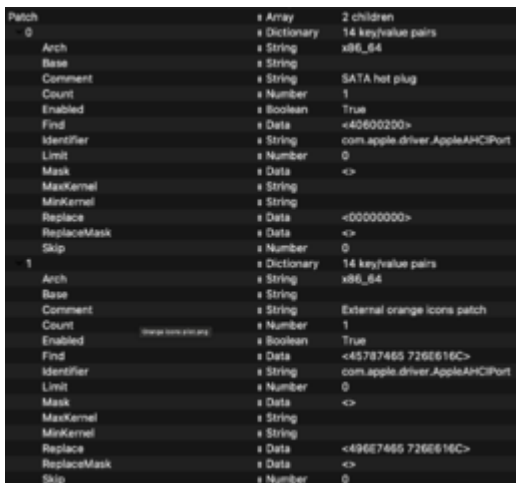 Patch Array 2 children
0 Dictionary 14 key/value pairs
Arch String x86_64
Base String
Comment String SATA hot plug
Count Number 1
Enabled Boolean True
Find Data <40600200>
Identifier String com.apple.driver.AppleAHCIPort
Limit Number 0
Mask Data <>
MaxKernel String
MinKernel String
Replace Data <00000000>
ReplaceMask Data <>
Skip Number 0
1 Dictionary 14 key/value pairs
Arch String x86_64
Base String
Comment String External orange icons patch
Count Number 1
Orange icons plist.png
Enabled Boolean True
Find Data <45787465 726E616C>
Identifier String com.apple.driver.AppleAHCIPort
Limit Number 0
Mask Data <>
MaxKernel String
MinKernel String
Replace Data <496E7465 726E616C>
ReplaceMask Data <>
Skip Number 0